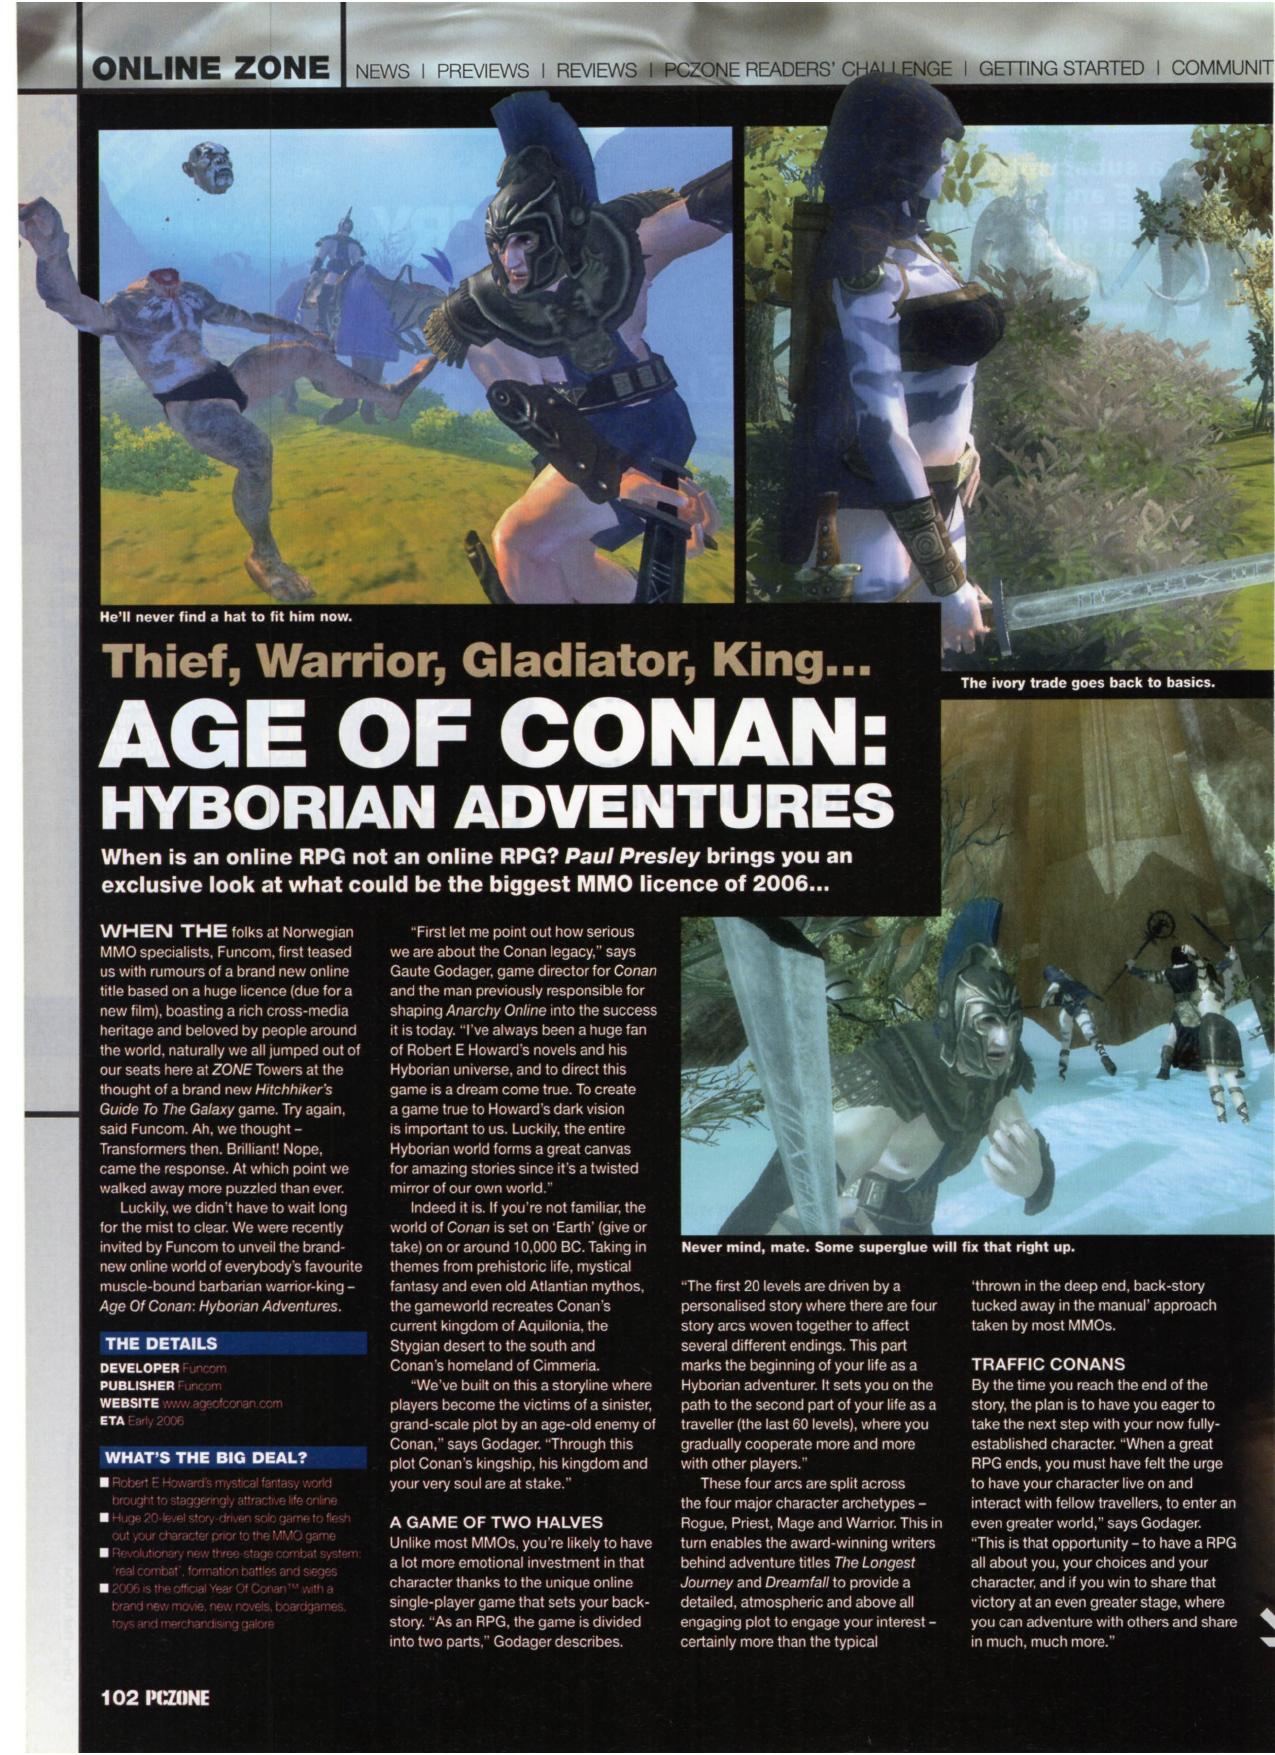 ONLINE ZONE
NEWS | PREVIEWS | REVIEWS | PCZONE READERS' CHALLENGE | GETTING STARTED | COMMUNIT
He'll never find a hat to fit him now.
The ivory trade goes back to basics.
Thief, Warrior, Gladiator, King...
AGE OF CONAN:
HYBORIAN ADVENTURES
When is an online RPG not an online RPG? Paul Presley brings you an
exclusive look at what could be the biggest MMO licence of 2006...
WHEN THE folks at Norwegian
MMO specialists, Funcom, first teased
us with rumours of a brand new online
title based on a huge licence (due for a
new film), boasting a rich cross-media
heritage and beloved by people around
the world, naturally we all jumped out of
our seats here at ZONE Towers at the
thought of a brand new Hitchhiker's
Guide To The Galaxy game. Try again,
said Funcom. Ah, we thought –
Transformers then. Brilliant! Nope,
came the response. At which point we
walked away more puzzled than ever.
Luckily, we didn't have to wait long
for the mist to clear. We were recently
invited by Funcom to unveil the brand-
new online world of everybody's favourite
muscle-bound barbarian warrior-king –
Age Of Conan: Hyborian Adventures.
THE DETAILS
DEVELOPER Funcom
PUBLISHER Funcom
WEBSITE www.ageofconan.com
ETA Early 2006
WHAT'S THE BIG DEAL?
■ Robert E Howard's mystical fantasy world
brought to staggeringly attractive life online
■ Huge 20-level story-driven solo game to flesh
out your character prior to the MMO game
■ Revolutionary new three-stage combat system:
'real combat', formation battles and sieges
■ 2006 is the official Year Of Conan™ with a
brand new movie, new novels, boardgames,
toys and merchandising galore
"First let me point out how serious
we are about the Conan legacy," says
Gaute Godager, game director for Conan
and the man previously responsible for
shaping Anarchy Online into the success
it is today. "I've always been a huge fan
of Robert E Howard's novels and his
Hyborian universe, and to direct this
game is a dream come true. To create
a game true to Howard's dark vision
is important to us. Luckily, the entire
Hyborian world forms a great canvas
for amazing stories since it's a twisted
mirror of our own world."
Indeed it is. If you're not familiar, the
world of Conan is set on 'Earth' (give or
take) on or around 10,000 BC. Taking in
themes from prehistoric life, mystical
fantasy and even old Atlantian mythos,
the gameworld recreates Conan's
current kingdom of Aquilonia, the
Stygian desert to the south and
Conan's homeland of Cimmeria.
"We've built on this a storyline where
players become the victims of a sinister,
grand-scale plot by an age-old enemy of
Conan," says Godager. "Through this
plot Conan's kingship, his kingdom and
your very soul are at stake."
A GAME OF TWO HALVES
Unlike most MMOs, you're likely to have
a lot more emotional investment in that
character thanks to the unique online
single-player game that sets your back-
story. "As an RPG, the game is divided
into two parts," Godager describes.
Never mind, mate. Some superglue will fix that right up.
"The first 20 levels are driven by a
personalised story where there are four
story arcs woven together to affect
several different endings. This part
marks the beginning of your life as a
Hyborian adventurer. It sets you on the
path to the second part of your life as a
traveller (the last 60 levels), where you
gradually cooperate more and more
with other players."
These four arcs are split across
the four major character archetypes –
Rogue, Priest, Mage and Warrior. This in
turn enables the award-winning writers
behind adventure titles The Longest
Journey and Dreamfall to provide a
detailed, atmospheric and above all
engaging plot to engage your interest –
certainly more than the typical
'thrown in the deep end, back-story
tucked away in the manual' approach
taken by most MMOs.
TRAFFIC CONANS
By the time you reach the end of the
story, the plan is to have you eager to
take the next step with your now fully-
established character. "When a great
RPG ends, you must have felt the urge
to have your character live on and
interact with fellow travellers, to enter an
even greater world," says Godager.
"This is that opportunity – to have a RPG
all about you, your choices and your
character, and if you win to share that
victory at an even greater stage, where
you can adventure with others and share
in much, much more."
102 PCZONE